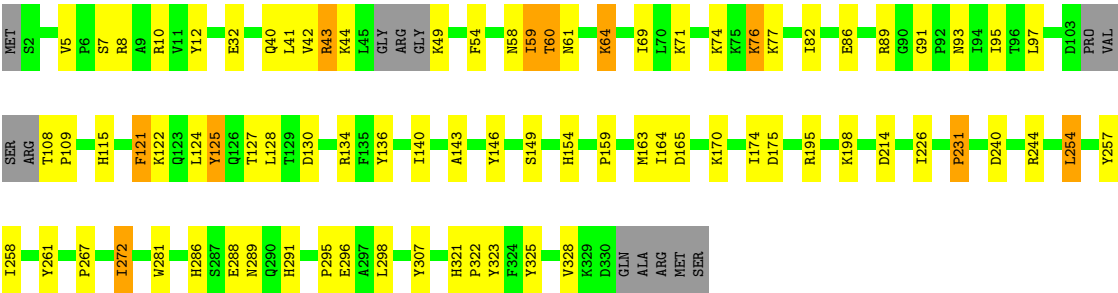 MET S2 V5 P6 S7 R8 A9 R10 V11 Y12 E32 Q40 L41 V42 R43 K44 L45 GLY ARG GLY K49 F54 N58 I59 T60 N61 K64 I69 L70 K71 K74 K75 K76 K77 I82 E86 R89 G90 G91 P92 N93 I94 I95 T96 L97 D103 PRO VAL
SER ARG T108 P109 H115 F121 K122 Q123 L124 Y125 Q126 T127 L128 T129 D130 R134 F135 Y136 I140 A143 Y146 S149 H154 P159 M163 I164 D165 K170 I174 D175 R195 K198 D214 I226 P231 D240 R244 L254 Y257
I258 Y261 P267 I272 W281 H286 S287 E288 N289 Q290 H291 P295 E296 A297 L298 Y307 H321 P322 Y323 F324 Y325 V328 K329 D330 GLN ALA ARG MET SER